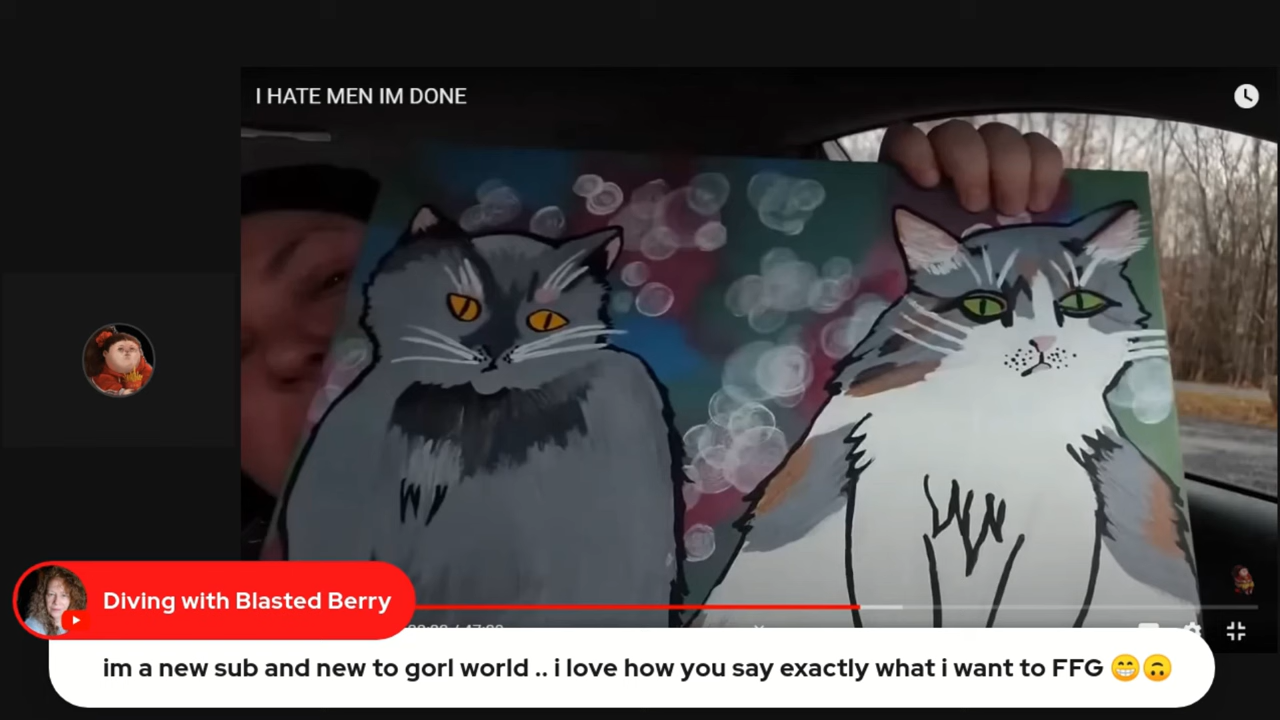 I HATE MEN IM DONE
Diving with Blasted Berry
im a new sub and new to gorl world .. i love how you say exactly what i want to FFG 😁🙃